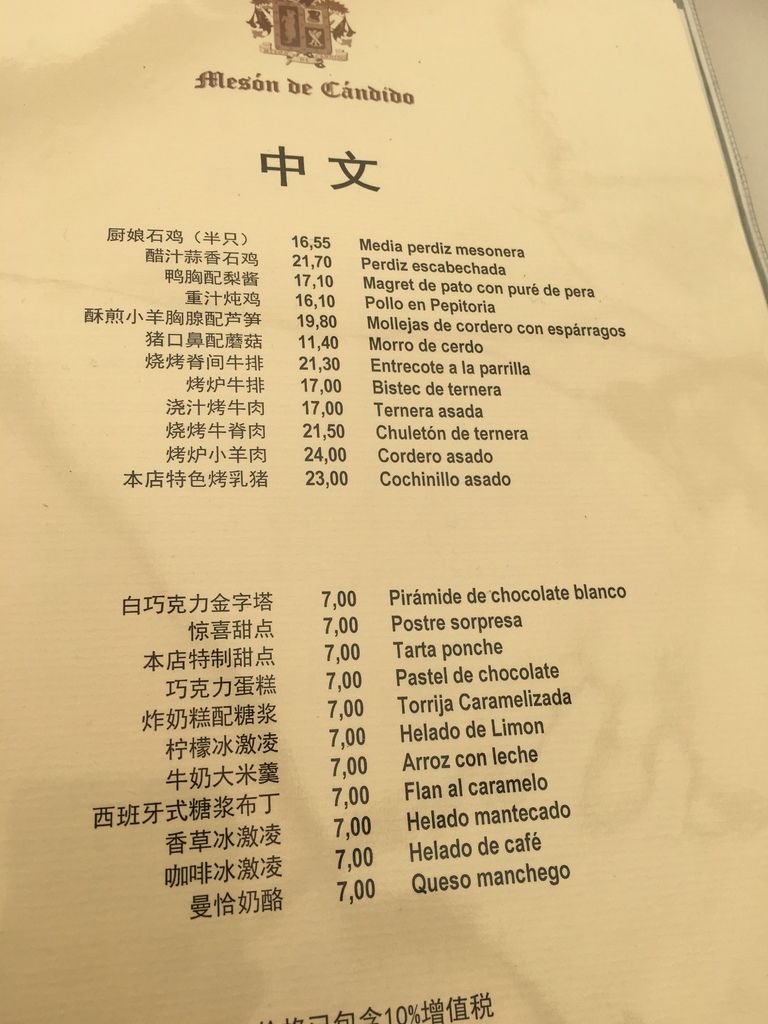 Mesón de Cándido
中文
厨娘石鸡（半只） 16,55 Media perdiz mesonera
醋汁蒜香石鸡 21,70 Perdiz escabechada
鸭胸配梨酱 17,10 Magret de pato con puré de pera
重汁炖鸡 16,10 Pollo en Pepitoria
酥煎小羊胸腺配芦笋 19,80 Mollejas de cordero con espárragos
猪口鼻配蘑菇 11,40 Morro de cerdo
烧烤脊间牛排 21,30 Entrecote a la parrilla
烤炉牛排 17,00 Bistec de ternera
浇汁烤牛肉 17,00 Ternera asada
烧烤牛脊肉 21,50 Chuletón de ternera
烤炉小羊肉 24,00 Cordero asado
本店特色烤乳猪 23,00 Cochinillo asado
白巧克力金字塔 7,00 Pirámide de chocolate blanco
惊喜甜点 7,00 Postre sorpresa
本店特制甜点 7,00 Tarta ponche
巧克力蛋糕 7,00 Pastel de chocolate
炸奶糕配糖浆 7,00 Torrija Caramelizada
柠檬冰激凌 7,00 Helado de Limon
牛奶大米羹 7,00 Arroz con leche
西班牙式糖浆布丁 7,00 Flan al caramelo
香草冰激凌 7,00 Helado mantecado
咖啡冰激凌 7,00 Helado de café
曼恰奶酪 7,00 Queso manchego
价格已包含10%增值税